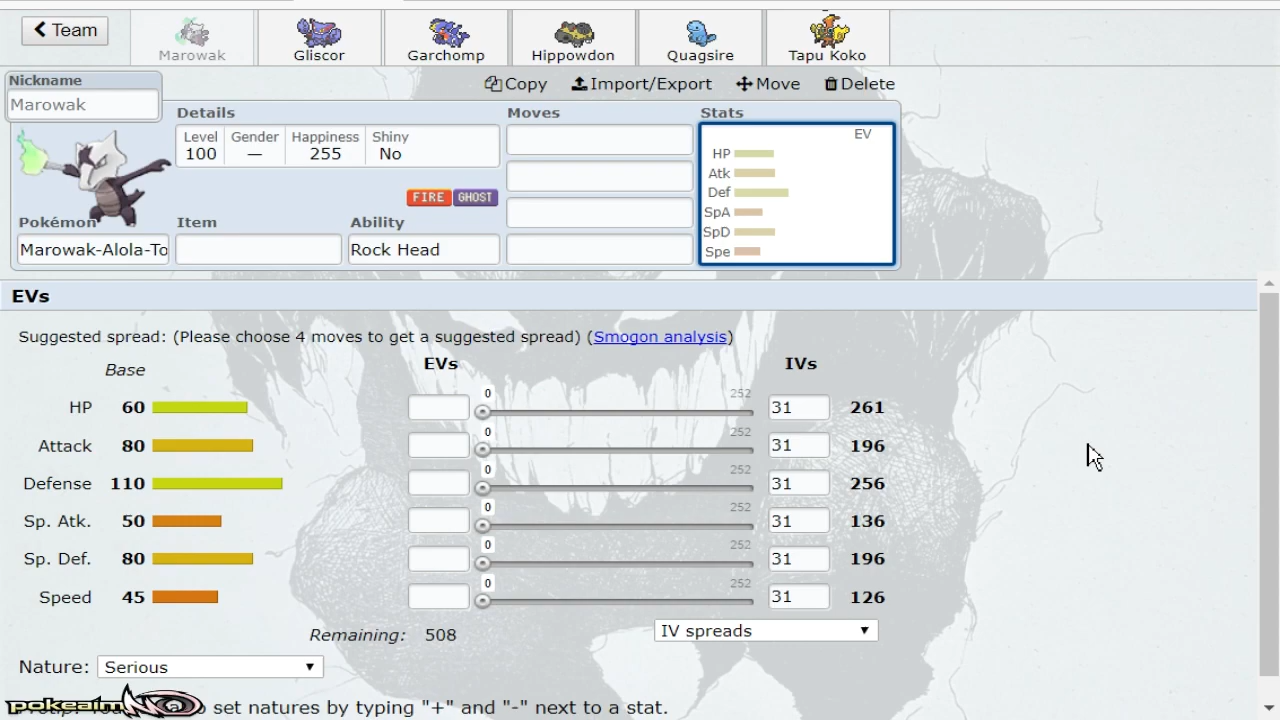 Team
Marowak
Gliscor
Garchomp
Hippowdon
Quagsire
Tapu Koko
Nickname
Marowak
Copy
Import/Export
Move
Delete
Details
Moves
Stats
Level
Gender
Happiness
Shiny
100
—
255
No
FIRE
GHOST
Pokémon
Item
Ability
Marowak-Alola-To
Rock Head
EV
HP
Atk
Def
SpA
SpD
Spe
EVs
Suggested spread: (Please choose 4 moves to get a suggested spread) (Smogon analysis)
Base
EVs
IVs
HP 60 0 252 31 261
Attack 80 0 252 31 196
Defense 110 0 252 31 256
Sp. Atk. 50 0 252 31 136
Sp. Def. 80 0 252 31 196
Speed 45 0 252 31 126
Remaining: 508
IV spreads
Nature: Serious
pokeaim
set natures by typing "+" and "-" next to a stat.